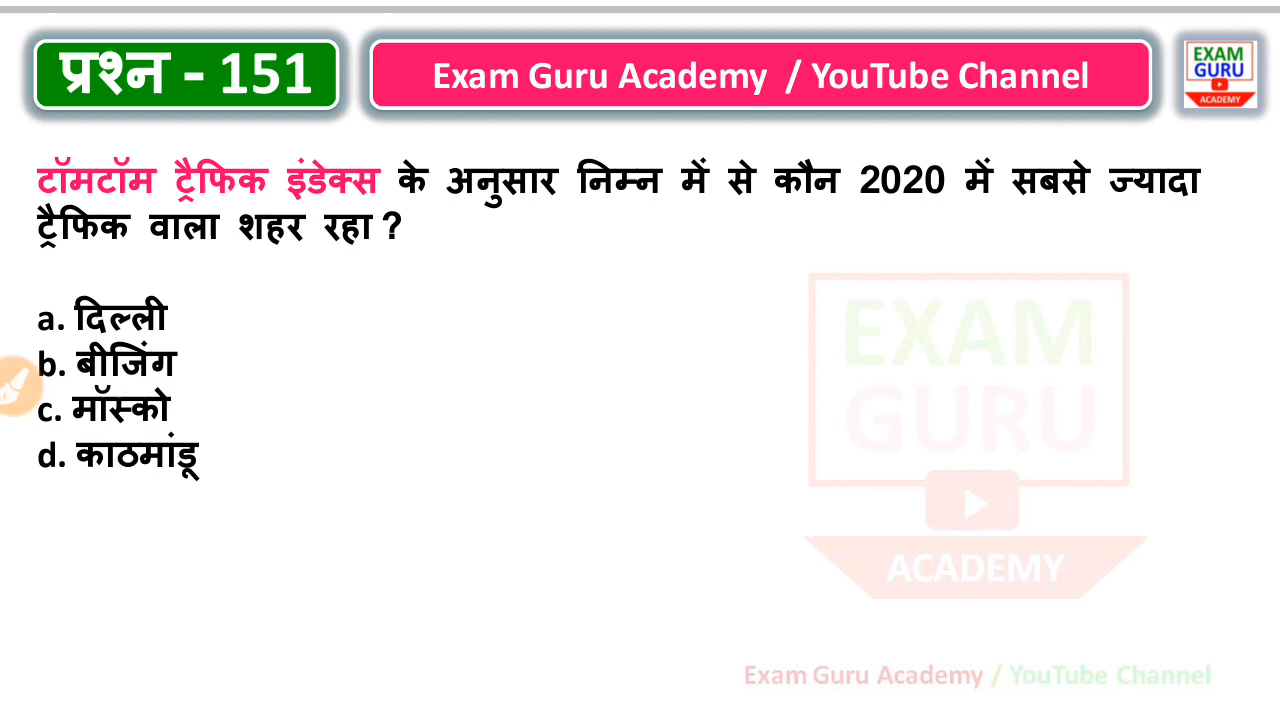 प्रश्न - 151
Exam Guru Academy / YouTube Channel
EXAM
GURU
ACADEMY
टॉमटॉम ट्रैफिक इंडेक्स के अनुसार निम्न में से कौन 2020 में सबसे ज्यादा
ट्रैफिक वाला शहर रहा ?
a. दिल्ली
b. बीजिंग
c. मॉस्को
d. काठमांडू
EXAM
GURU
ACADEMY
Exam Guru Academy / YouTube Channel